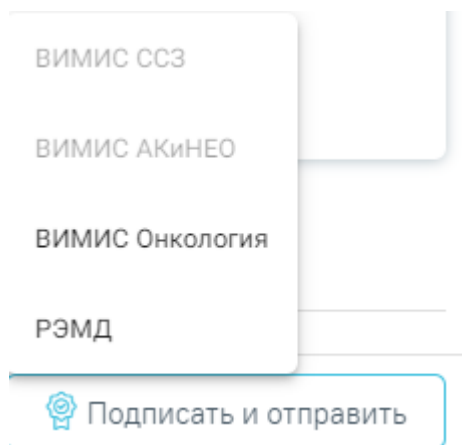 ВИМИС ССЗ
ВИМИС АКиНЕО
ВИМИС Онкология
РЭМД
Подписать и отправить